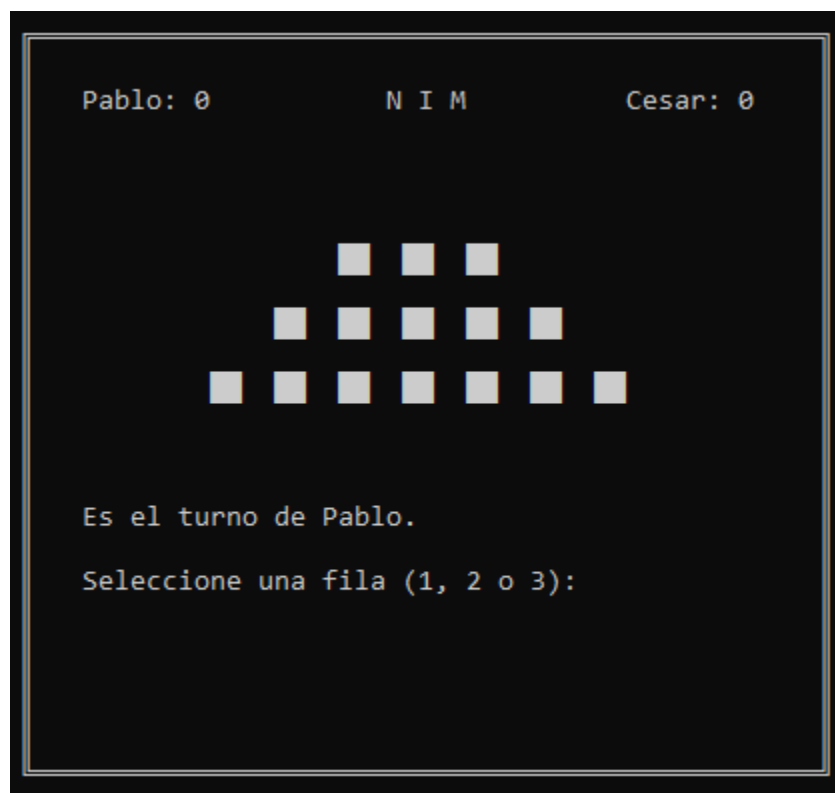 Pablo: 0 N I M Cesar: 0
Es el turno de Pablo.
Seleccione una fila (1, 2 o 3):